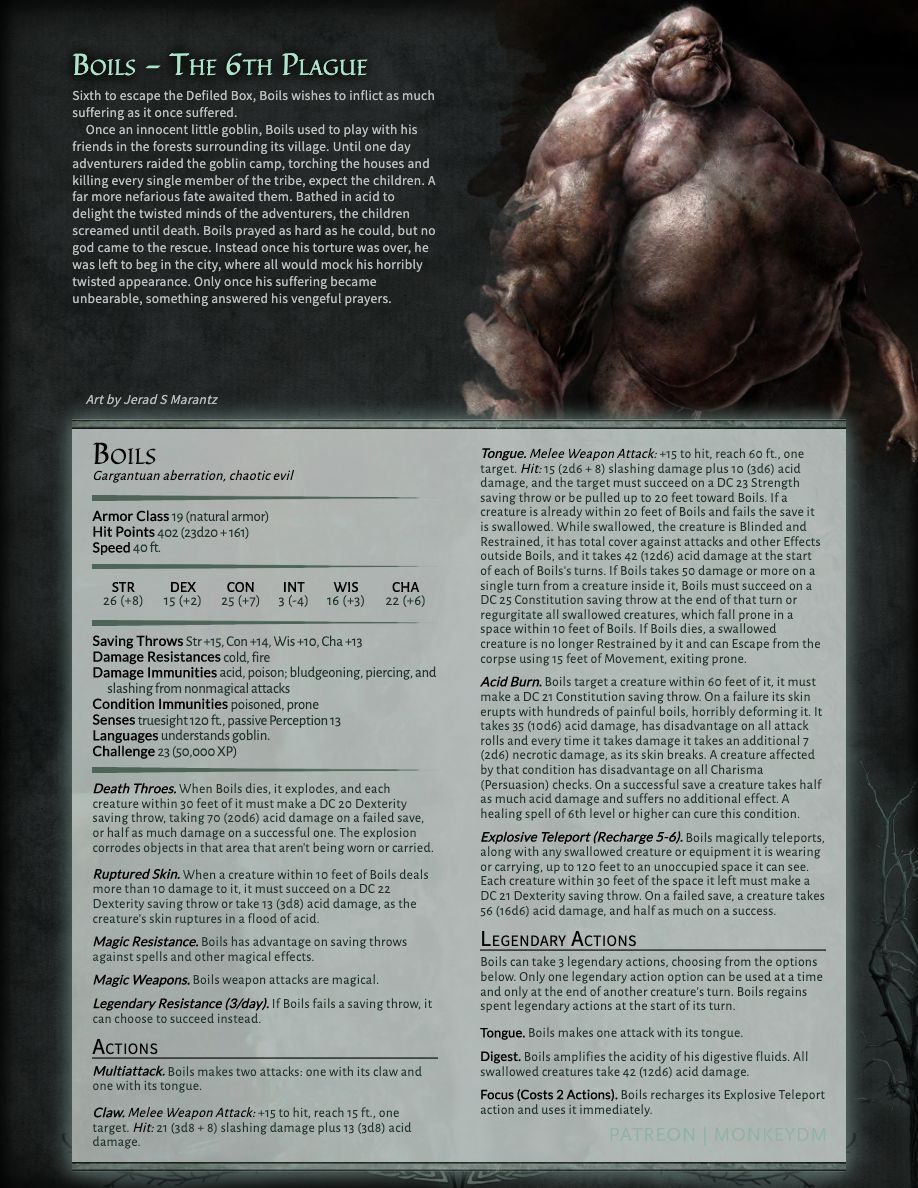 Boils – The 6th Plague
Sixth to escape the Defiled Box, Boils wishes to inflict as much
suffering as it once suffered.
Once an innocent little goblin, Boils used to play with his
friends in the forests surrounding its village. Until one day
adventurers raided the goblin camp, torching the houses and
killing every single member of the tribe, expect the children. A
far more nefarious fate awaited them. Bathed in acid to
delight the twisted minds of the adventurers, the children
screamed until death. Boils prayed as hard as he could, but no
god came to the rescue. Instead once his torture was over, he
was left to beg in the city, where all would mock his horribly
twisted appearance. Only once his suffering became
unbearable, something answered his vengeful prayers.
Art by Jerad S Marantz
Boils
Gargantuan aberration, chaotic evil
Armor Class 19 (natural armor)
Hit Points 402 (23d20 + 161)
Speed 40 ft.
STR DEX CON INT WIS CHA
26 (+8) 15 (+2) 25 (+7) 3 (-4) 16 (+3) 22 (+6)
Saving Throws Str +15, Con +14, Wis +10, Cha +13
Damage Resistances cold, fire
Damage Immunities acid, poison; bludgeoning, piercing, and
slashing from nonmagical attacks
Condition Immunities poisoned, prone
Senses truesight 120 ft., passive Perception 13
Languages understands goblin.
Challenge 23 (50,000 XP)
Death Throes. When Boils dies, it explodes, and each
creature within 30 feet of it must make a DC 20 Dexterity
saving throw, taking 70 (20d6) acid damage on a failed save,
or half as much damage on a successful one. The explosion
corrodes objects in that area that aren't being worn or carried.
Ruptured Skin. When a creature within 10 feet of Boils deals
more than 10 damage to it, it must succeed on a DC 22
Dexterity saving throw or take 13 (3d8) acid damage, as the
creature's skin ruptures in a flood of acid.
Magic Resistance. Boils has advantage on saving throws
against spells and other magical effects.
Magic Weapons. Boils weapon attacks are magical.
Legendary Resistance (3/day). If Boils fails a saving throw, it
can choose to succeed instead.
Actions
Multiattack. Boils makes two attacks: one with its claw and
one with its tongue.
Claw. Melee Weapon Attack: +15 to hit, reach 15 ft., one
target. Hit: 21 (3d8 + 8) slashing damage plus 13 (3d8) acid
damage.
Tongue. Melee Weapon Attack: +15 to hit, reach 60 ft., one
target. Hit: 15 (2d6 + 8) slashing damage plus 10 (3d6) acid
damage, and the target must succeed on a DC 23 Strength
saving throw or be pulled up to 20 feet toward Boils. If a
creature is already within 20 feet of Boils and fails the save it
is swallowed. While swallowed, the creature is Blinded and
Restrained, it has total cover against attacks and other Effects
outside Boils, and it takes 42 (12d6) acid damage at the start
of each of Boils's turns. If Boils takes 50 damage or more on a
single turn from a creature inside it, Boils must succeed on a
DC 25 Constitution saving throw at the end of that turn or
regurgitate all swallowed creatures, which fall prone in a
space within 10 feet of Boils. If Boils dies, a swallowed
creature is no longer Restrained by it and can Escape from the
corpse using 15 feet of Movement, exiting prone.
Acid Burn. Boils target a creature within 60 feet of it, it must
make a DC 21 Constitution saving throw. On a failure its skin
erupts with hundreds of painful boils, horribly deforming it. It
takes 35 (10d6) acid damage, has disadvantage on all attack
rolls and every time it takes damage it takes an additional 7
(2d6) necrotic damage, as its skin breaks. A creature affected
by that condition has disadvantage on all Charisma
(Persuasion) checks. On a successful save a creature takes half
as much acid damage and suffers no additional effect. A
healing spell of 6th level or higher can cure this condition.
Explosive Teleport (Recharge 5-6). Boils magically teleports,
along with any swallowed creature or equipment it is wearing
or carrying, up to 120 feet to an unoccupied space it can see.
Each creature within 30 feet of the space it left must make a
DC 21 Dexterity saving throw. On a failed save, a creature takes
56 (16d6) acid damage, and half as much on a success.
Legendary Actions
Boils can take 3 legendary actions, choosing from the options
below. Only one legendary action option can be used at a time
and only at the end of another creature's turn. Boils regains
spent legendary actions at the start of its turn.
Tongue. Boils makes one attack with its tongue.
Digest. Boils amplifies the acidity of his digestive fluids. All
swallowed creatures take 42 (12d6) acid damage.
Focus (Costs 2 Actions). Boils recharges its Explosive Teleport
action and uses it immediately.
PATREON | MONKEYDM